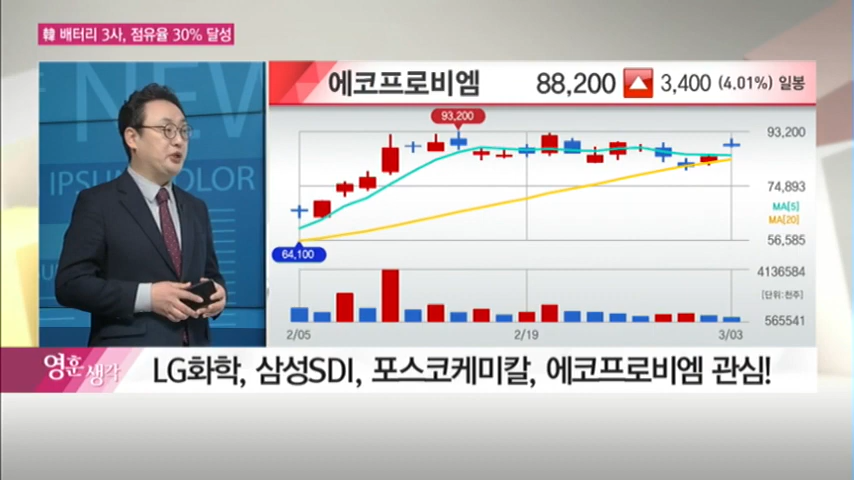 韓 배터리 3사, 점유율 30% 달성
NEW
IPSUM DOLOR
에코프로비엠 88,200 3,400 (4.01%) 일봉
93,200
93,200
74,893
MA[5]
MA[20]
64,100
56,585
4136584
[단위:천주]
565541
2/05 2/19 3/03
영훈 생각
LG화학, 삼성SDI, 포스코케미칼, 에코프로비엠 관심!